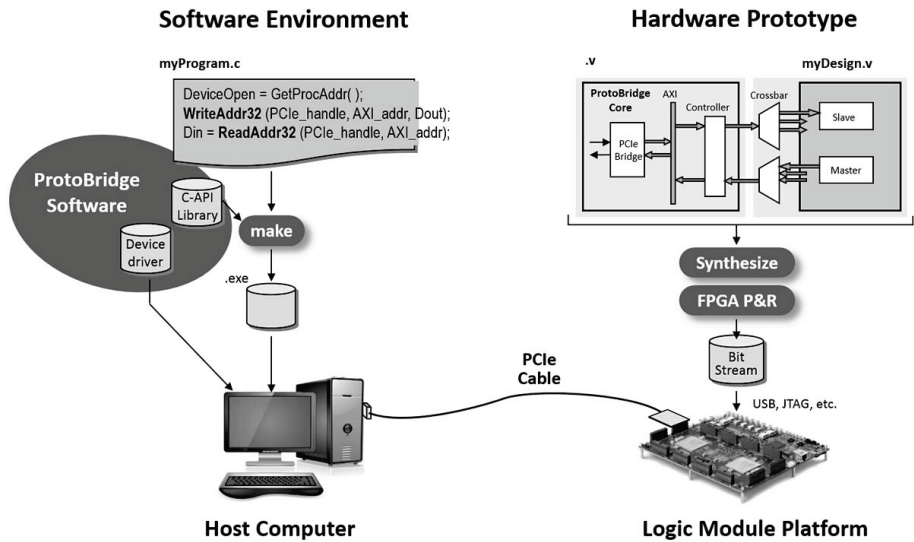 Software Environment
Hardware Prototype
myProgram.c
DeviceOpen = GetProcAddr( );
WriteAddr32 (PCIe_handle, AXI_addr, Dout);
Din = ReadAddr32 (PCIe_handle, AXI_addr);
ProtoBridge
Software
C-API
Library
Device
driver
make
.exe
.v
myDesign.v
ProtoBridge
Core
AXI
Controller
Crossbar
PCIe
Bridge
Slave
Master
Synthesize
FPGA P&R
Bit
Stream
USB, JTAG, etc.
PCIe
Cable
Host Computer
Logic Module Platform